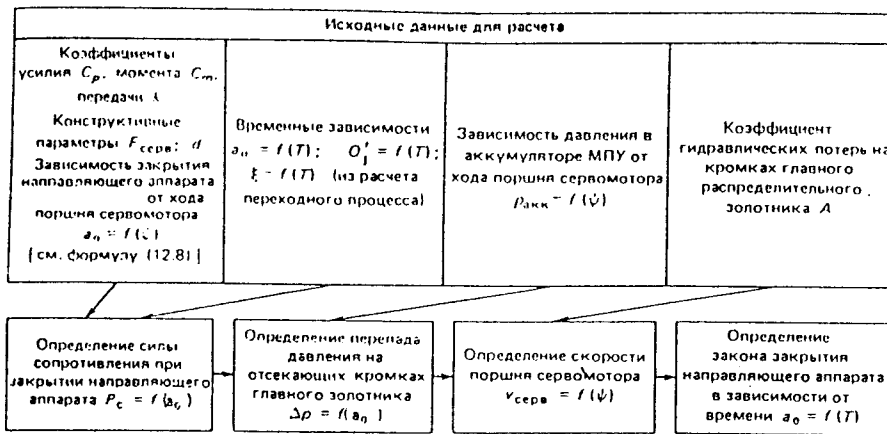 Исходные данные для расчета
Коэффициенты
усилия Cр, момента Cm,
передачи λ
Конструктивные
параметры Fсерв; d
Зависимость закрытия
направляющего аппарата
от хода
поршня сервомотора
a₀ = f(ψ)
[см. формулу (12.8)]
Временные зависимости
a₀ = f(T); Q'I = f(T);
ξ = f(T) (из расчета
переходного процесса)
Зависимость давления в
аккумуляторе МПУ от
хода поршня сервомотора
pакк = f(ψ)
Коэффициент
гидравлических потерь на
кромках главного
распределительного
золотника A
Определение силы
сопротивления при
закрытии направляющего
аппарата Pс = f(a₀)
Определение перепада
давления на
отсекающих кромках
главного золотника
Δp = f(a₀)
Определение скорости
поршня сервомотора
vсерв = f(ψ)
Определение
закона закрытия
направляющего аппарата
в зависимости от
времени a₀ = f(T)